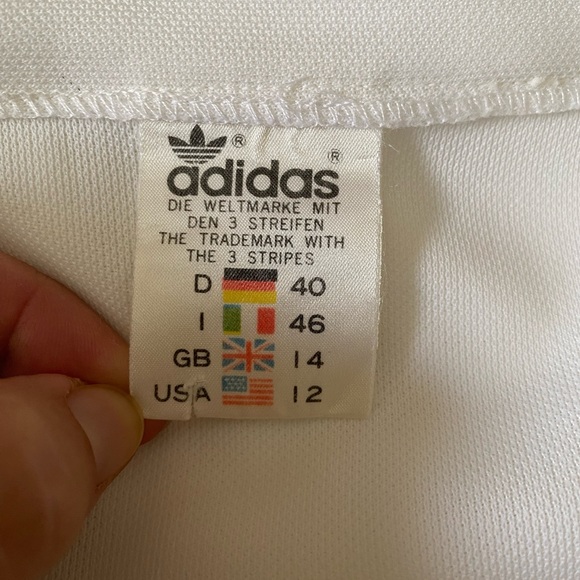 ®
®
adidas
DIE WELTMARKE MIT
DEN 3 STREIFEN
THE TRADEMARK WITH
THE 3 STRIPES
D 40
I 46
GB 14
USA 12